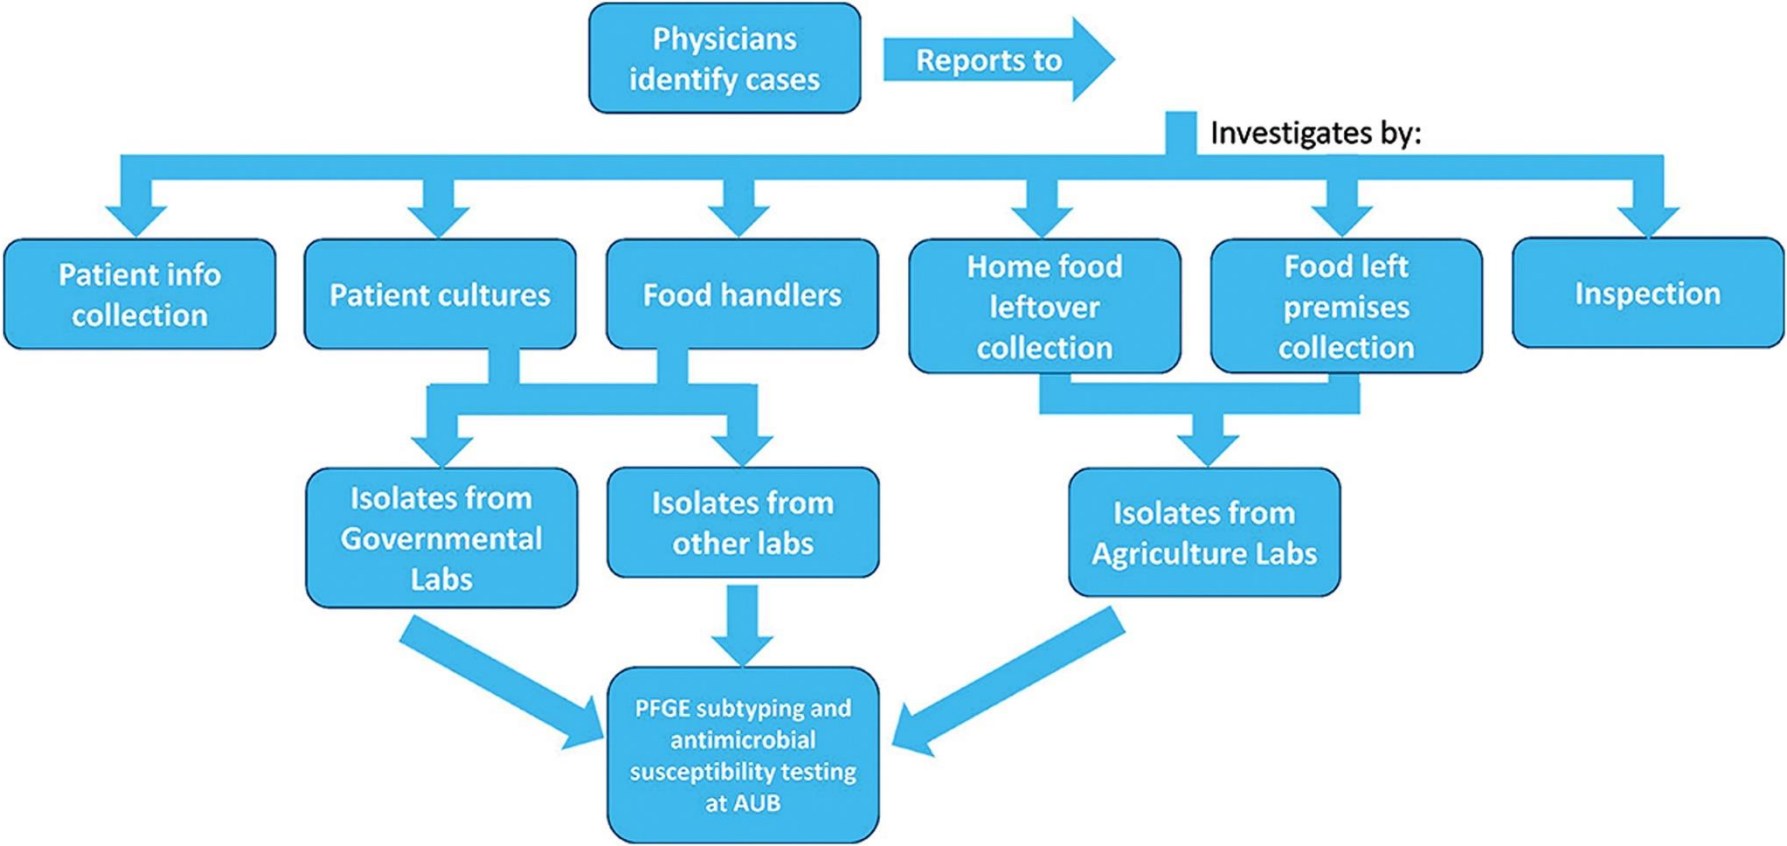 Physicians
identify cases
Reports to
Investigates by:
Patient info
collection
Patient cultures
Food handlers
Home food
leftover
collection
Food left
premises
collection
Inspection
Isolates from
Governmental
Labs
Isolates from
other labs
Isolates from
Agriculture Labs
PFGE subtyping and
antimicrobial
susceptibility testing
at AUB